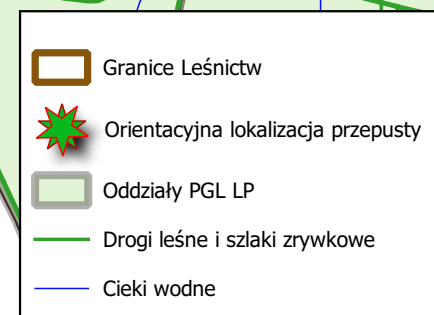 Granice Leśnictw
Orientacyjna lokalizacja przepusty
Oddziały PGL LP
Drogi leśne i szlaki zrywkowe
Cieki wodne